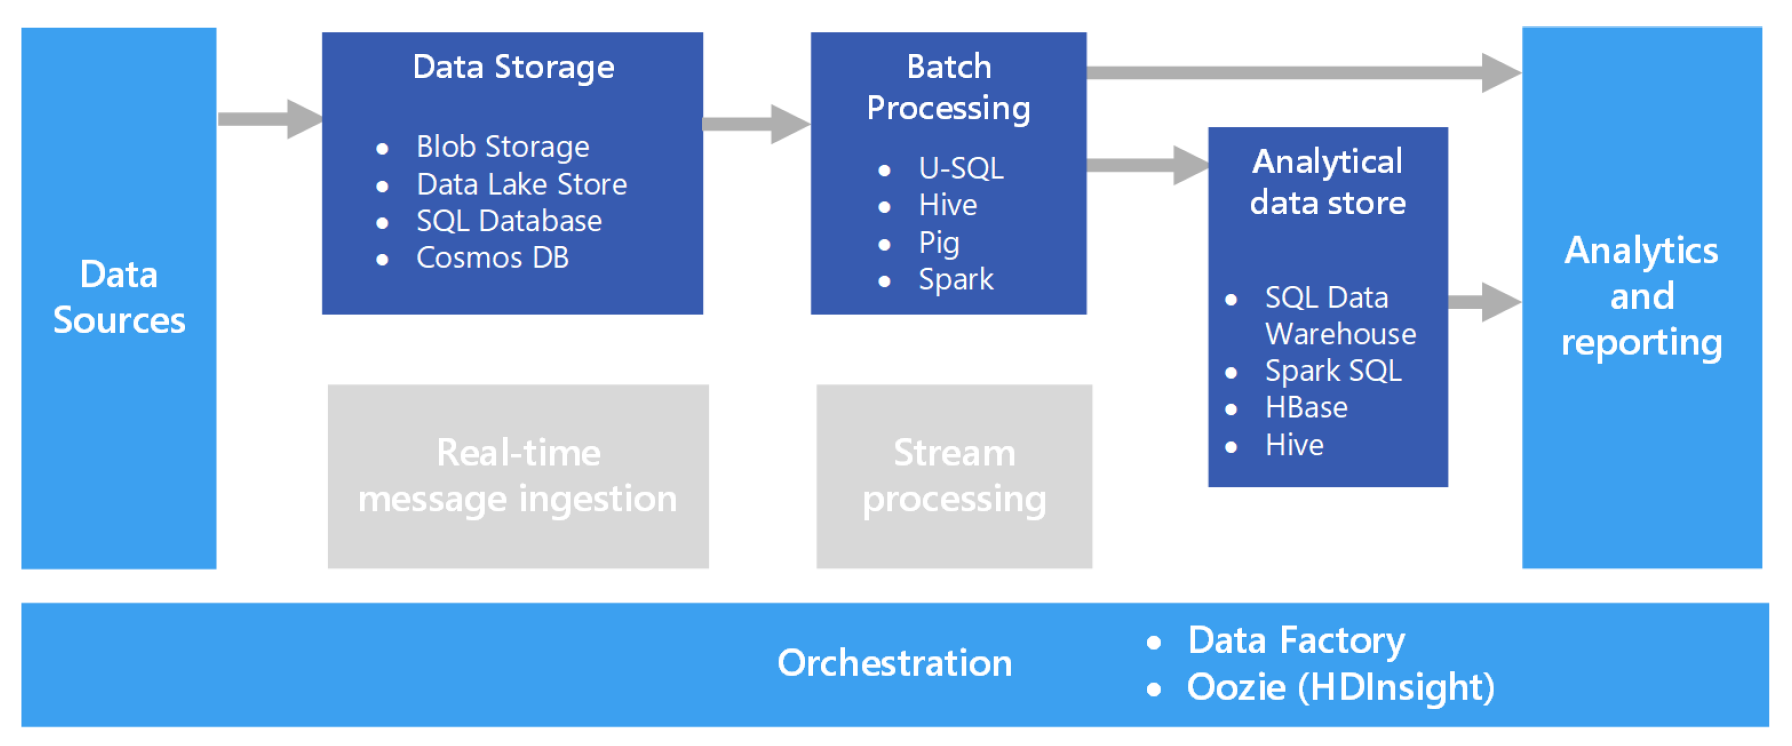 Data
Sources
Data Storage
• Blob Storage
• Data Lake Store
• SQL Database
• Cosmos DB
Batch
Processing
• U-SQL
• Hive
• Pig
• Spark
Analytical
data store
• SQL Data
Warehouse
• Spark SQL
• HBase
• Hive
Analytics
and
reporting
Real-time
message ingestion
Stream
processing
Orchestration
• Data Factory
• Oozie (HDInsight)